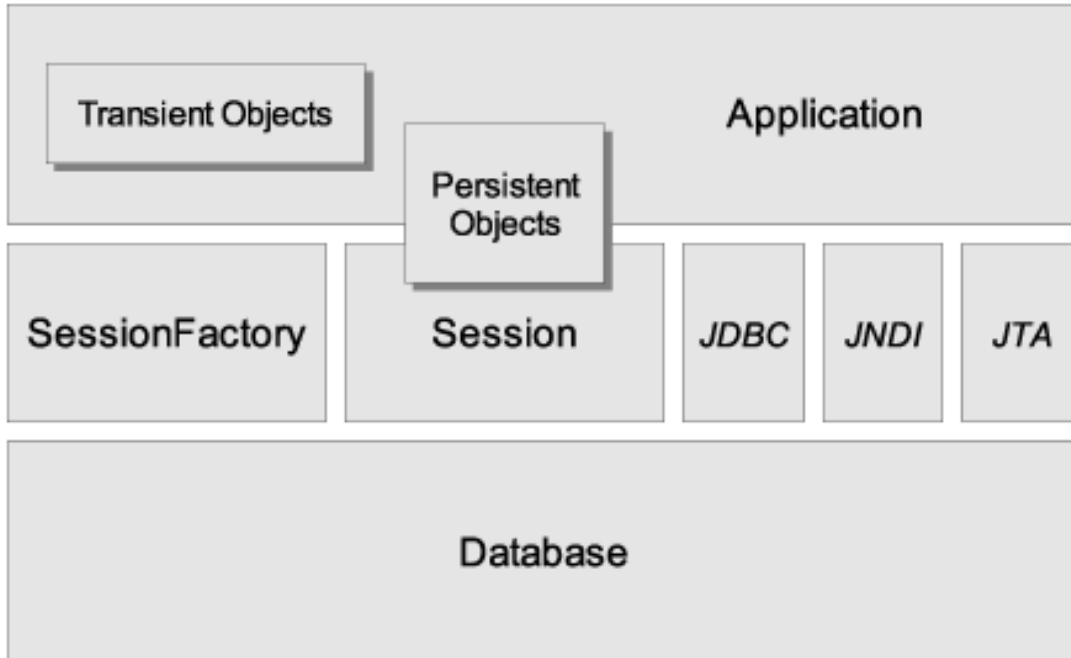 Transient Objects
Application
Persistent
Objects
SessionFactory
Session
JDBC
JNDI
JTA
Database